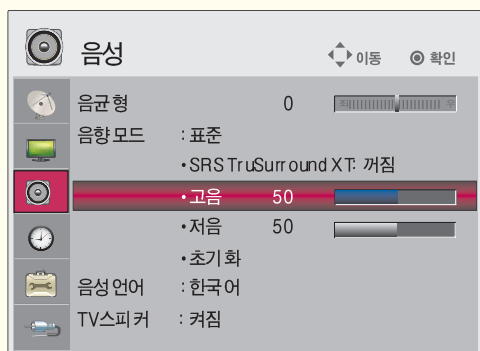 음성 이동 확인
음균형 0 좌 우
음향 모드 : 표준
•SRS TruSurround XT: 꺼짐
•고음 50
•저음 50
•초기화
음성 언어 : 한국어
TV스피커 : 켜짐